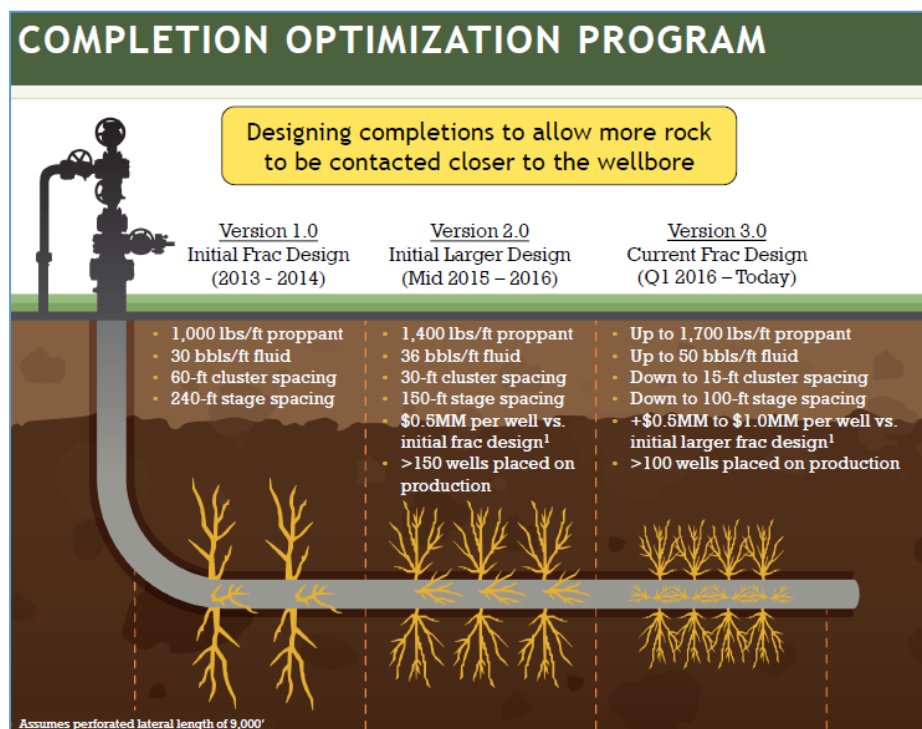 COMPLETION OPTIMIZATION PROGRAM
Designing completions to allow more rock
to be contacted closer to the wellbore
Version 1.0
Initial Frac Design
(2013 - 2014)
• 1,000 lbs/ft proppant
• 30 bbls/ft fluid
• 60-ft cluster spacing
• 240-ft stage spacing
Version 2.0
Initial Larger Design
(Mid 2015 – 2016)
• 1,400 lbs/ft proppant
• 36 bbls/ft fluid
• 30-ft cluster spacing
• 150-ft stage spacing
• $0.5MM per well vs.
initial frac design¹
• >150 wells placed on
production
Version 3.0
Current Frac Design
(Q1 2016 – Today)
• Up to 1,700 lbs/ft proppant
• Up to 50 bbls/ft fluid
• Down to 15-ft cluster spacing
• Down to 100-ft stage spacing
• +$0.5MM to $1.0MM per well vs.
initial larger frac design¹
• >100 wells placed on production
Assumes perforated lateral length of 9,000'